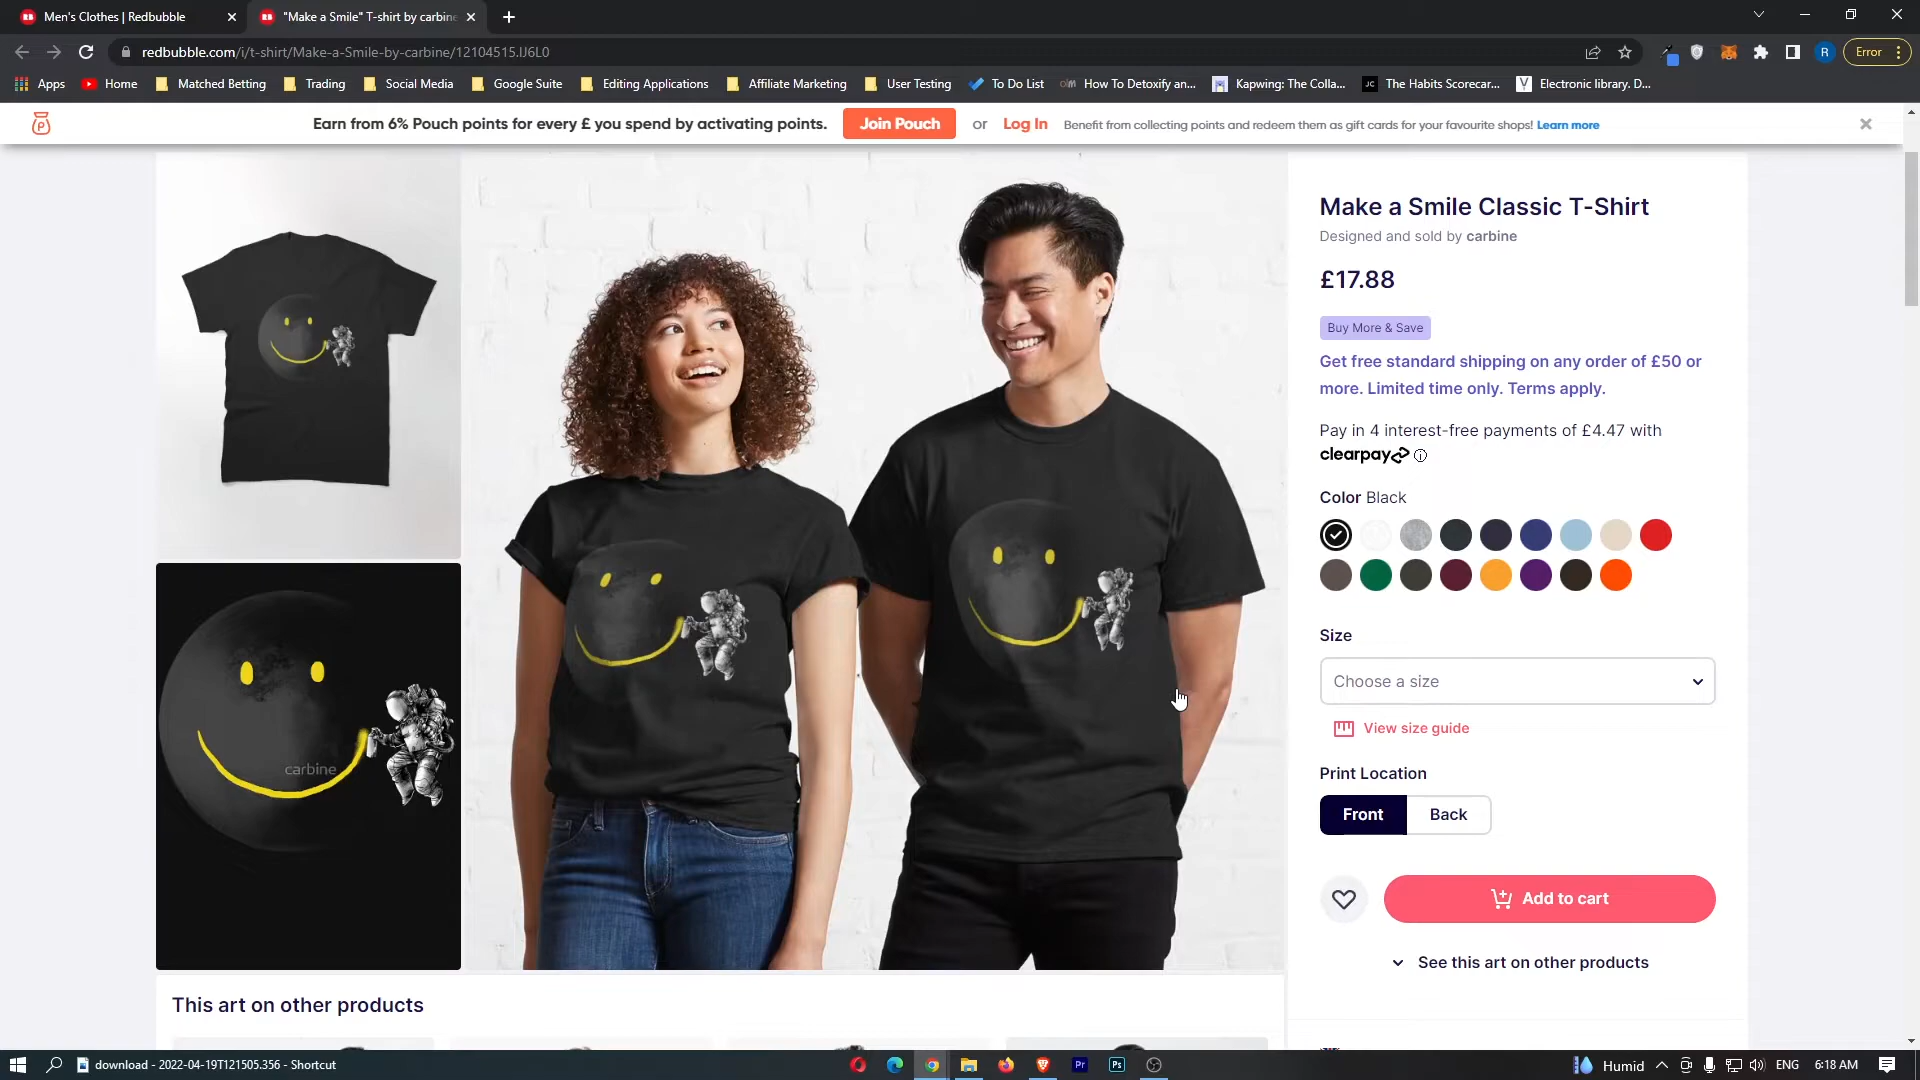 Men's Clothes | Redbubble
"Make a Smile" T-shirt by carbine
redbubble.com/i/t-shirt/Make-a-Smile-by-carbine/12104515.IJ6L0
R
Error
Apps
Home
Matched Betting
Trading
Social Media
Google Suite
Editing Applications
Affiliate Marketing
User Testing
To Do List
How To Detoxify an...
Kapwing: The Colla...
The Habits Scorecar...
Electronic library. D...
Earn from 6% Pouch points for every £ you spend by activating points.
Join Pouch
or
Log In
Benefit from collecting points and redeem them as gift cards for your favourite shops! Learn more
Make a Smile Classic T-Shirt
Designed and sold by carbine
£17.88
Buy More & Save
Get free standard shipping on any order of £50 or
more. Limited time only. Terms apply.
Pay in 4 interest-free payments of £4.47 with
clearpay
Color Black
Size
Choose a size
View size guide
Print Location
Front
Back
Add to cart
See this art on other products
carbine
This art on other products
download - 2022-04-19T121505.356 - Shortcut
Pr
Ps
Humid
ENG
6:18 AM